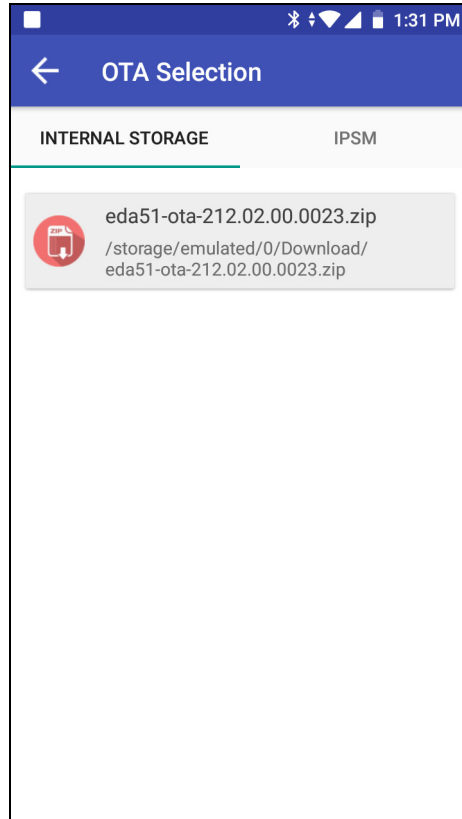 1:31 PM
OTA Selection
INTERNAL STORAGE IPSM
ZIP
eda51-ota-212.02.00.0023.zip
/storage/emulated/0/Download/
eda51-ota-212.02.00.0023.zip